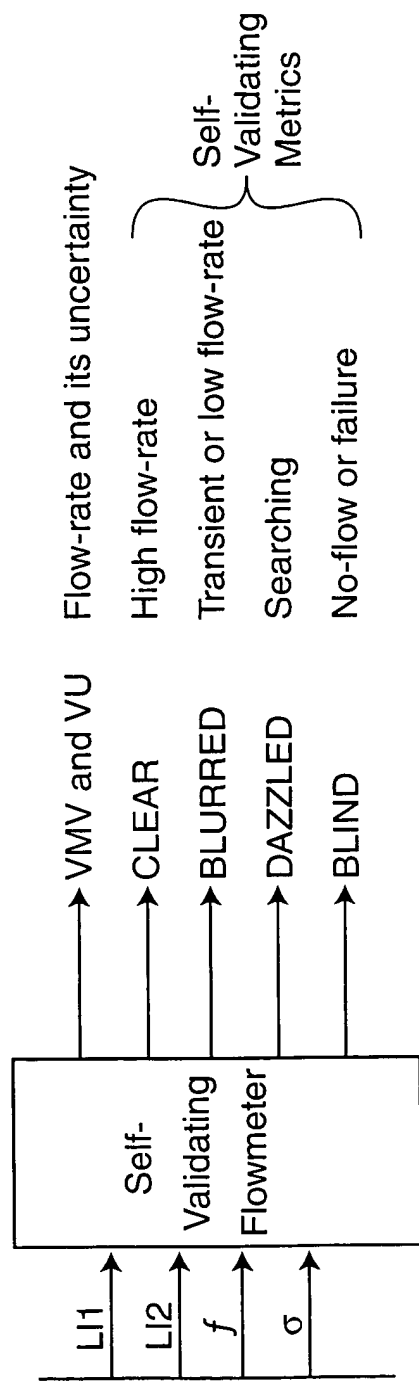 LI1
LI2
f
σ
Self-
Validating
Flowmeter
VMV and VU
Flow-rate and its uncertainty
CLEAR
High flow-rate
BLURRED
Transient or low flow-rate
DAZZLED
Searching
BLIND
No-flow or failure
Self-
Validating
Metrics